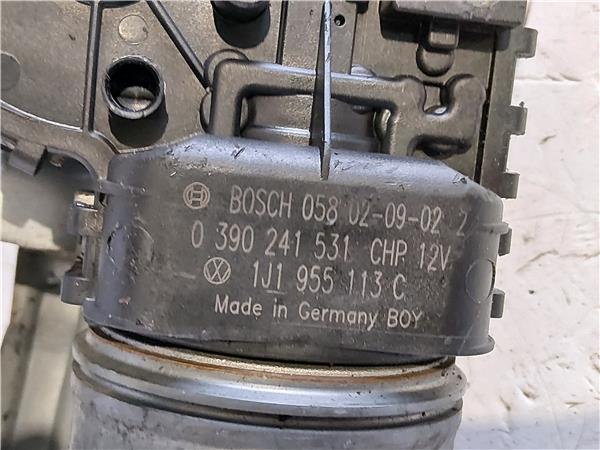 BOSCH 058 02-09-02 2
0 390 241 531 CHP 12V
1J1 955 113 C
Made in Germany BOY